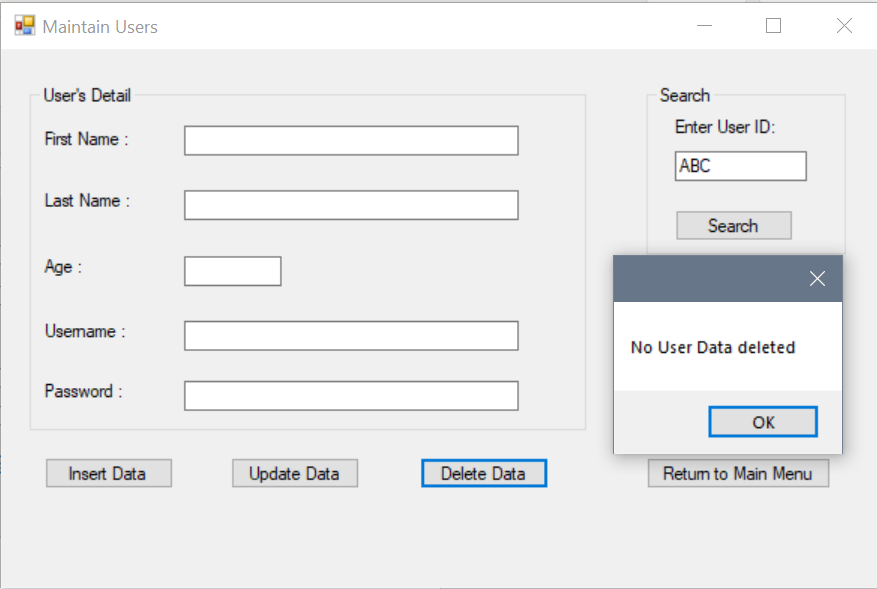 Maintain Users
User's Detail
First Name :
Last Name :
Age :
Username :
Password :
Search
Enter User ID:
ABC
Search
No User Data deleted
OK
Insert Data
Update Data
Delete Data
Return to Main Menu